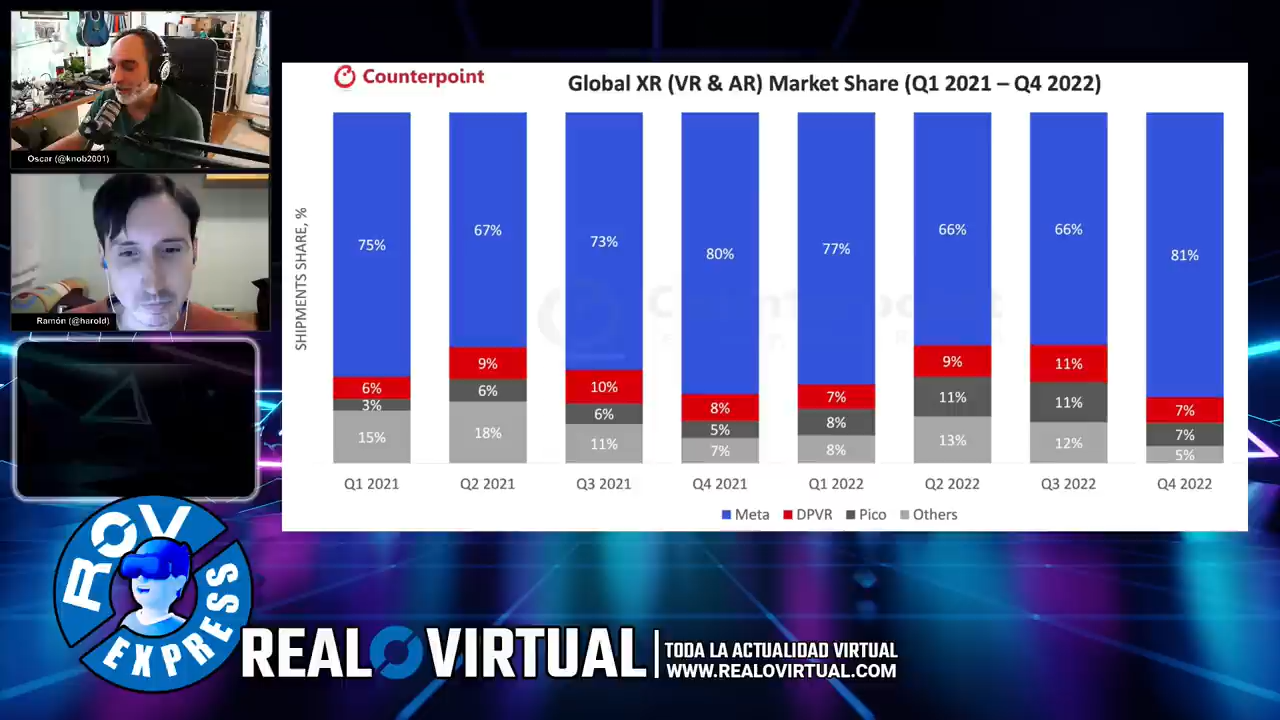 Oscar (@knob2001)
Ramón (@harold)
Counterpoint
Global XR (VR & AR) Market Share (Q1 2021 – Q4 2022)
SHIPMENTS SHARE, %
75% 67% 73% 80% 77% 66% 66% 81%
6% 9% 10% 8% 7% 9% 11% 7%
3% 6% 6% 5% 8% 11% 11% 7%
15% 18% 11% 7% 8% 13% 12% 5%
Q1 2021 Q2 2021 Q3 2021 Q4 2021 Q1 2022 Q2 2022 Q3 2022 Q4 2022
Meta DPVR Pico Others
ROV
EXPRESS
REAL O VIRTUAL
TODA LA ACTUALIDAD VIRTUAL
WWW.REALOVIRTUAL.COM